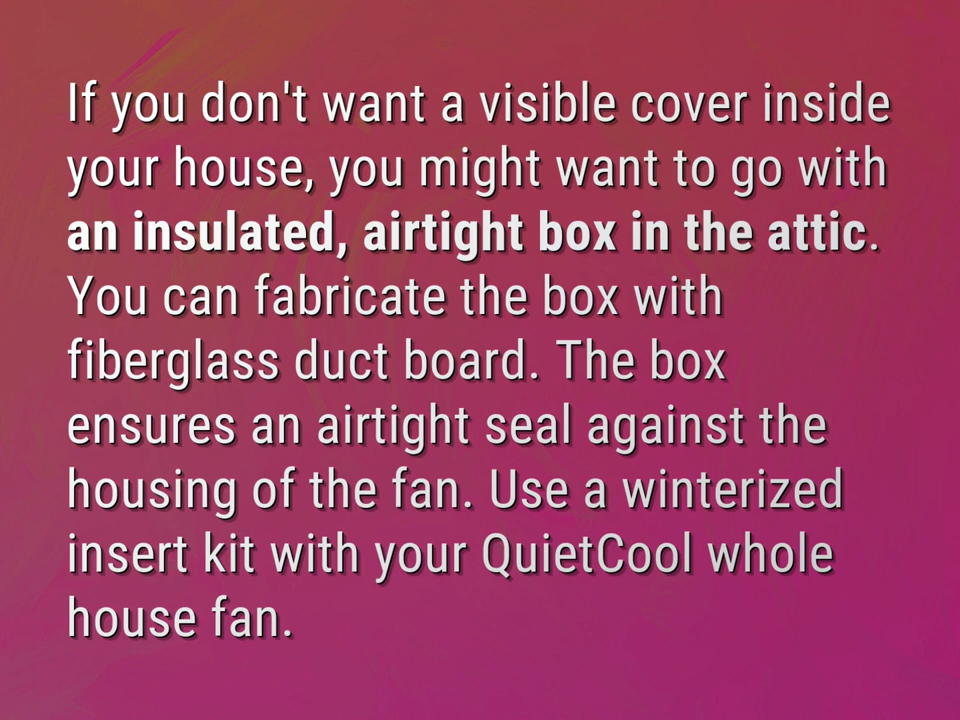 If you don't want a visible cover inside
your house, you might want to go with
an insulated, airtight box in the attic.
You can fabricate the box with
fiberglass duct board. The box
ensures an airtight seal against the
housing of the fan. Use a winterized
insert kit with your QuietCool whole
house fan.